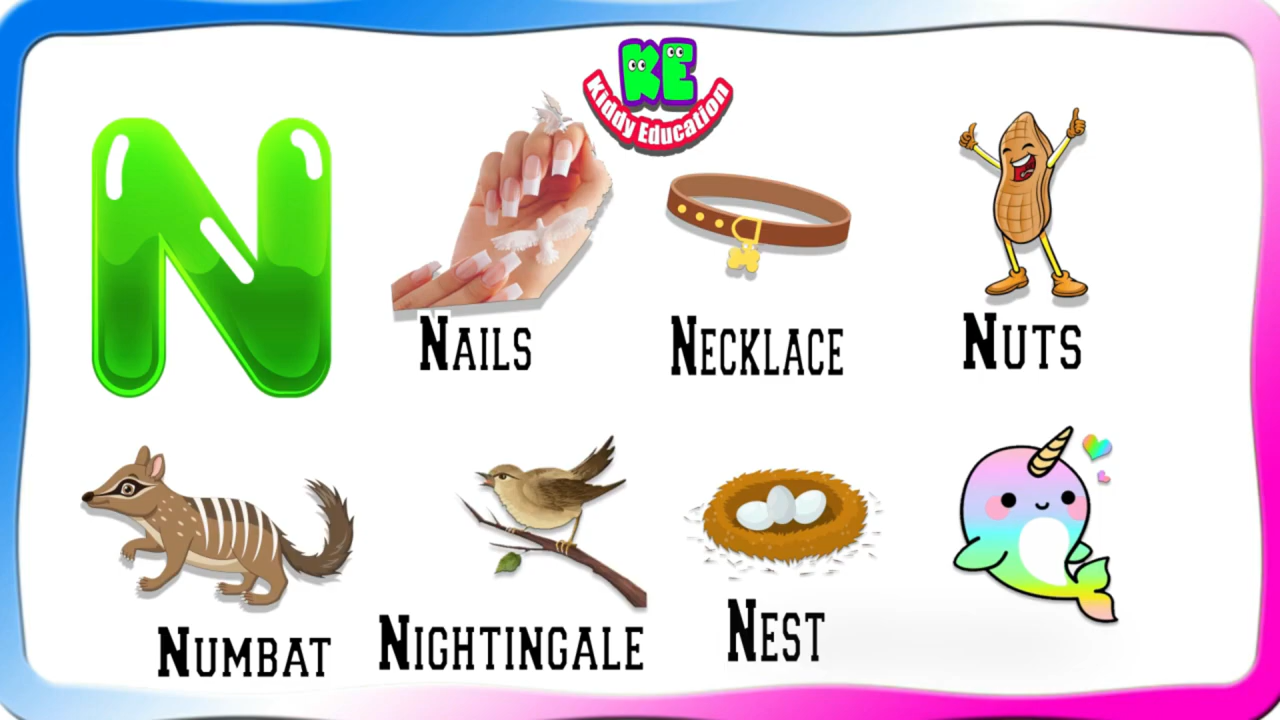 KE
Kiddy Education
N
Nails
Necklace
Nuts
Numbat
Nightingale
Nest